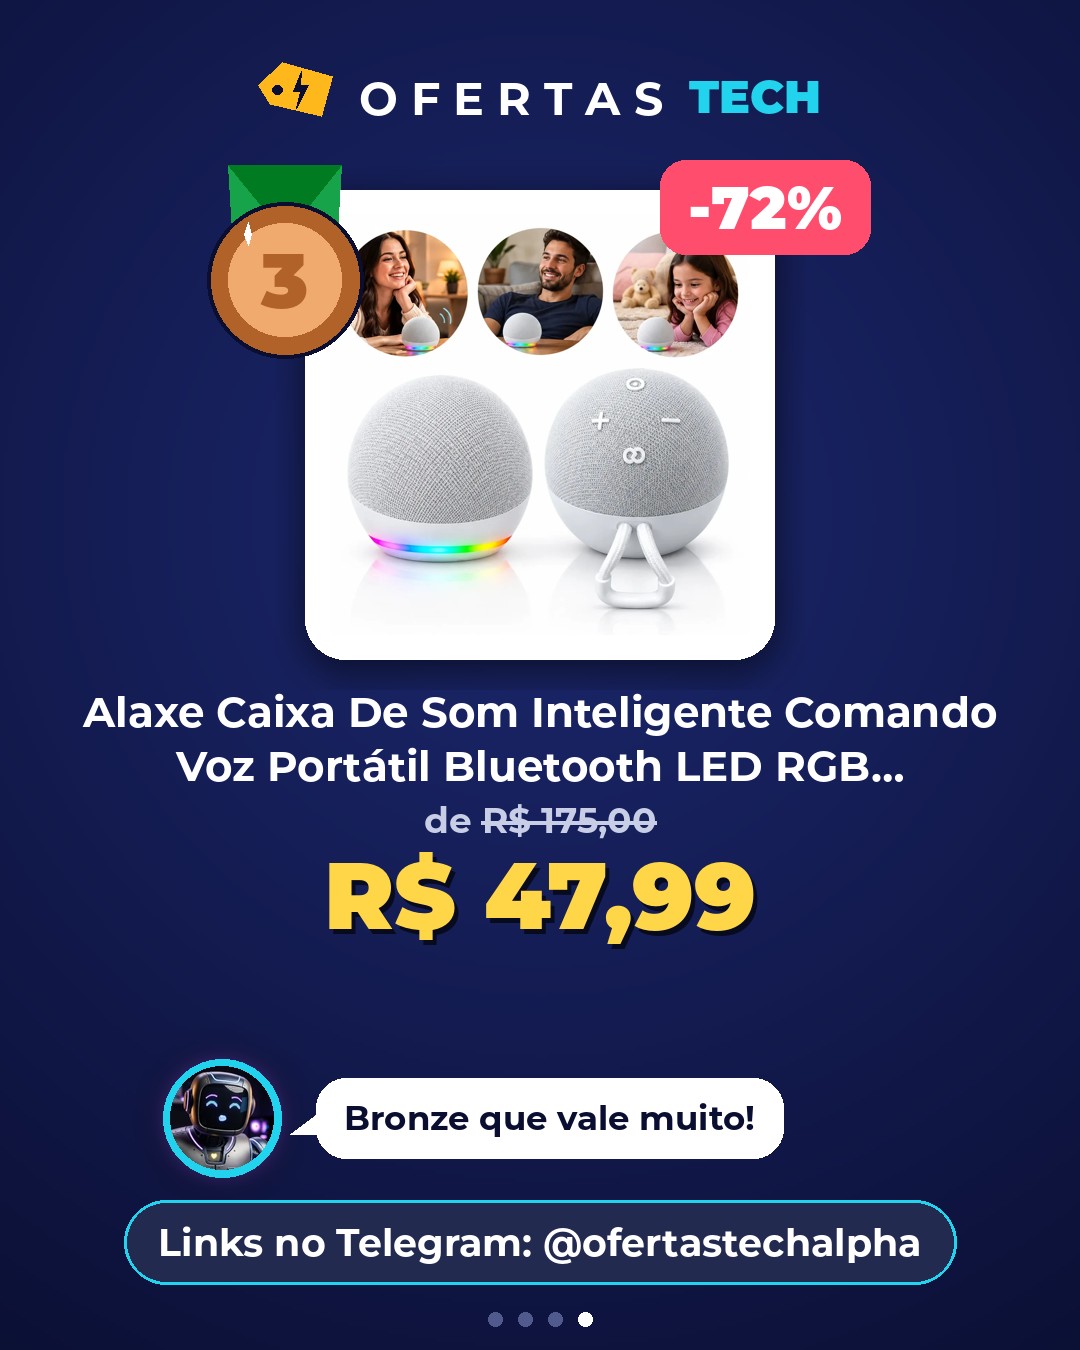 OFERTAS TECH
-72%
3
Alaxe Caixa De Som Inteligente Comando
Voz Portátil Bluetooth LED RGB...
de R$ 175,00
R$ 47,99
Bronze que vale muito!
Links no Telegram: @ofertastechalpha